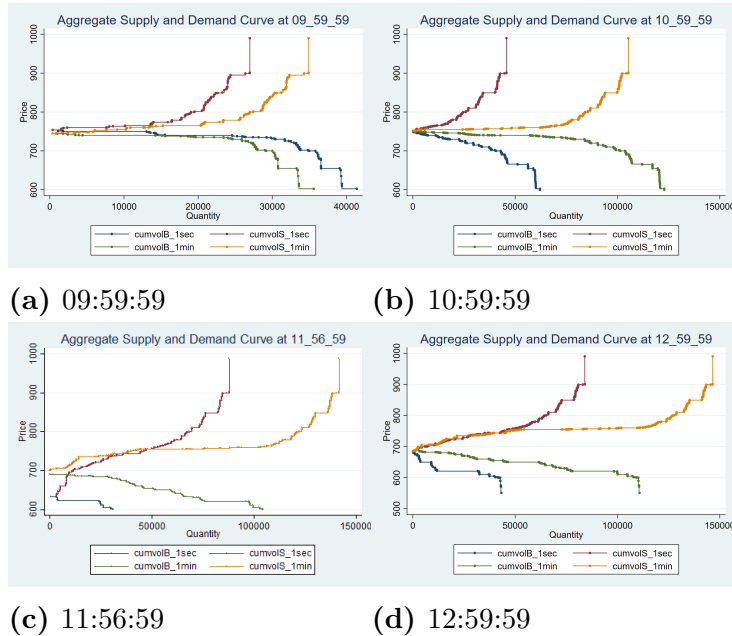 Aggregate Supply and Demand Curve at 09_59_59
1000
900
800
700
600
Price
0 10000 20000 30000 40000
Quantity
cumvolB_1sec cumvolS_1sec
cumvolB_1min cumvolS_1min
(a) 09:59:59
Aggregate Supply and Demand Curve at 10_59_59
1000
900
800
700
600
Price
0 50000 100000 150000
Quantity
cumvolB_1sec cumvolS_1sec
cumvolB_1min cumvolS_1min
(b) 10:59:59
Aggregate Supply and Demand Curve at 11_56_59
1000
900
800
700
600
Price
0 50000 100000 150000
Quantity
cumvolB_1sec cumvolS_1sec
cumvolB_1min cumvolS_1min
(c) 11:56:59
Aggregate Supply and Demand Curve at 12_59_59
1000
900
800
700
600
500
Price
0 50000 100000 150000
Quantity
cumvolB_1sec cumvolS_1sec
cumvolB_1min cumvolS_1min
(d) 12:59:59